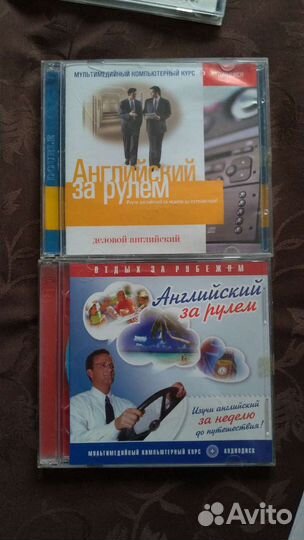 МУЛЬТИМЕДИЙНЫЙ КОМПЬЮТЕРНЫЙ КУРС
Английский
за рулем
деловой английский
ОТДЫХ ЗА РУБЕЖОМ
Английский
за рулем
Изучи английский
за неделю
до путешествия!
МУЛЬТИМЕДИЙНЫЙ КОМПЬЮТЕРНЫЙ КУРС + АУДИОДИСК
Avito